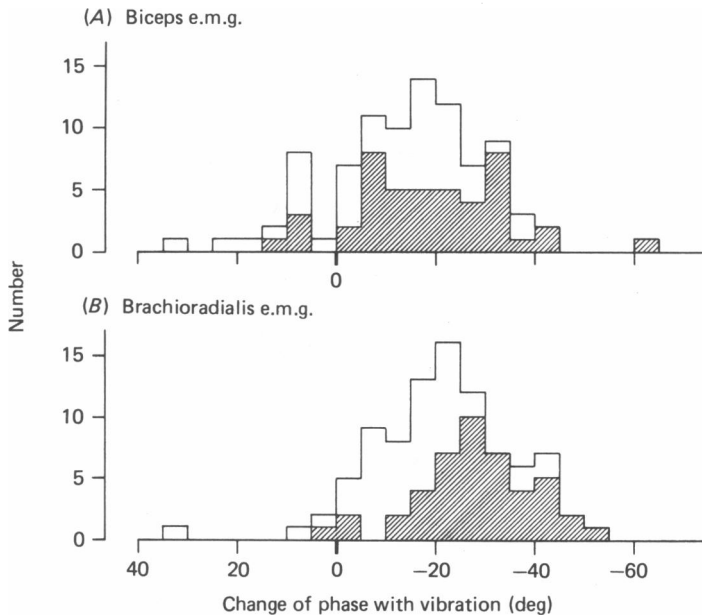 (A) Biceps e.m.g.
15
10
5
0
0
Number
(B) Brachioradialis e.m.g.
15
10
5
0
40 20 0 −20 −40 −60
Change of phase with vibration (deg)